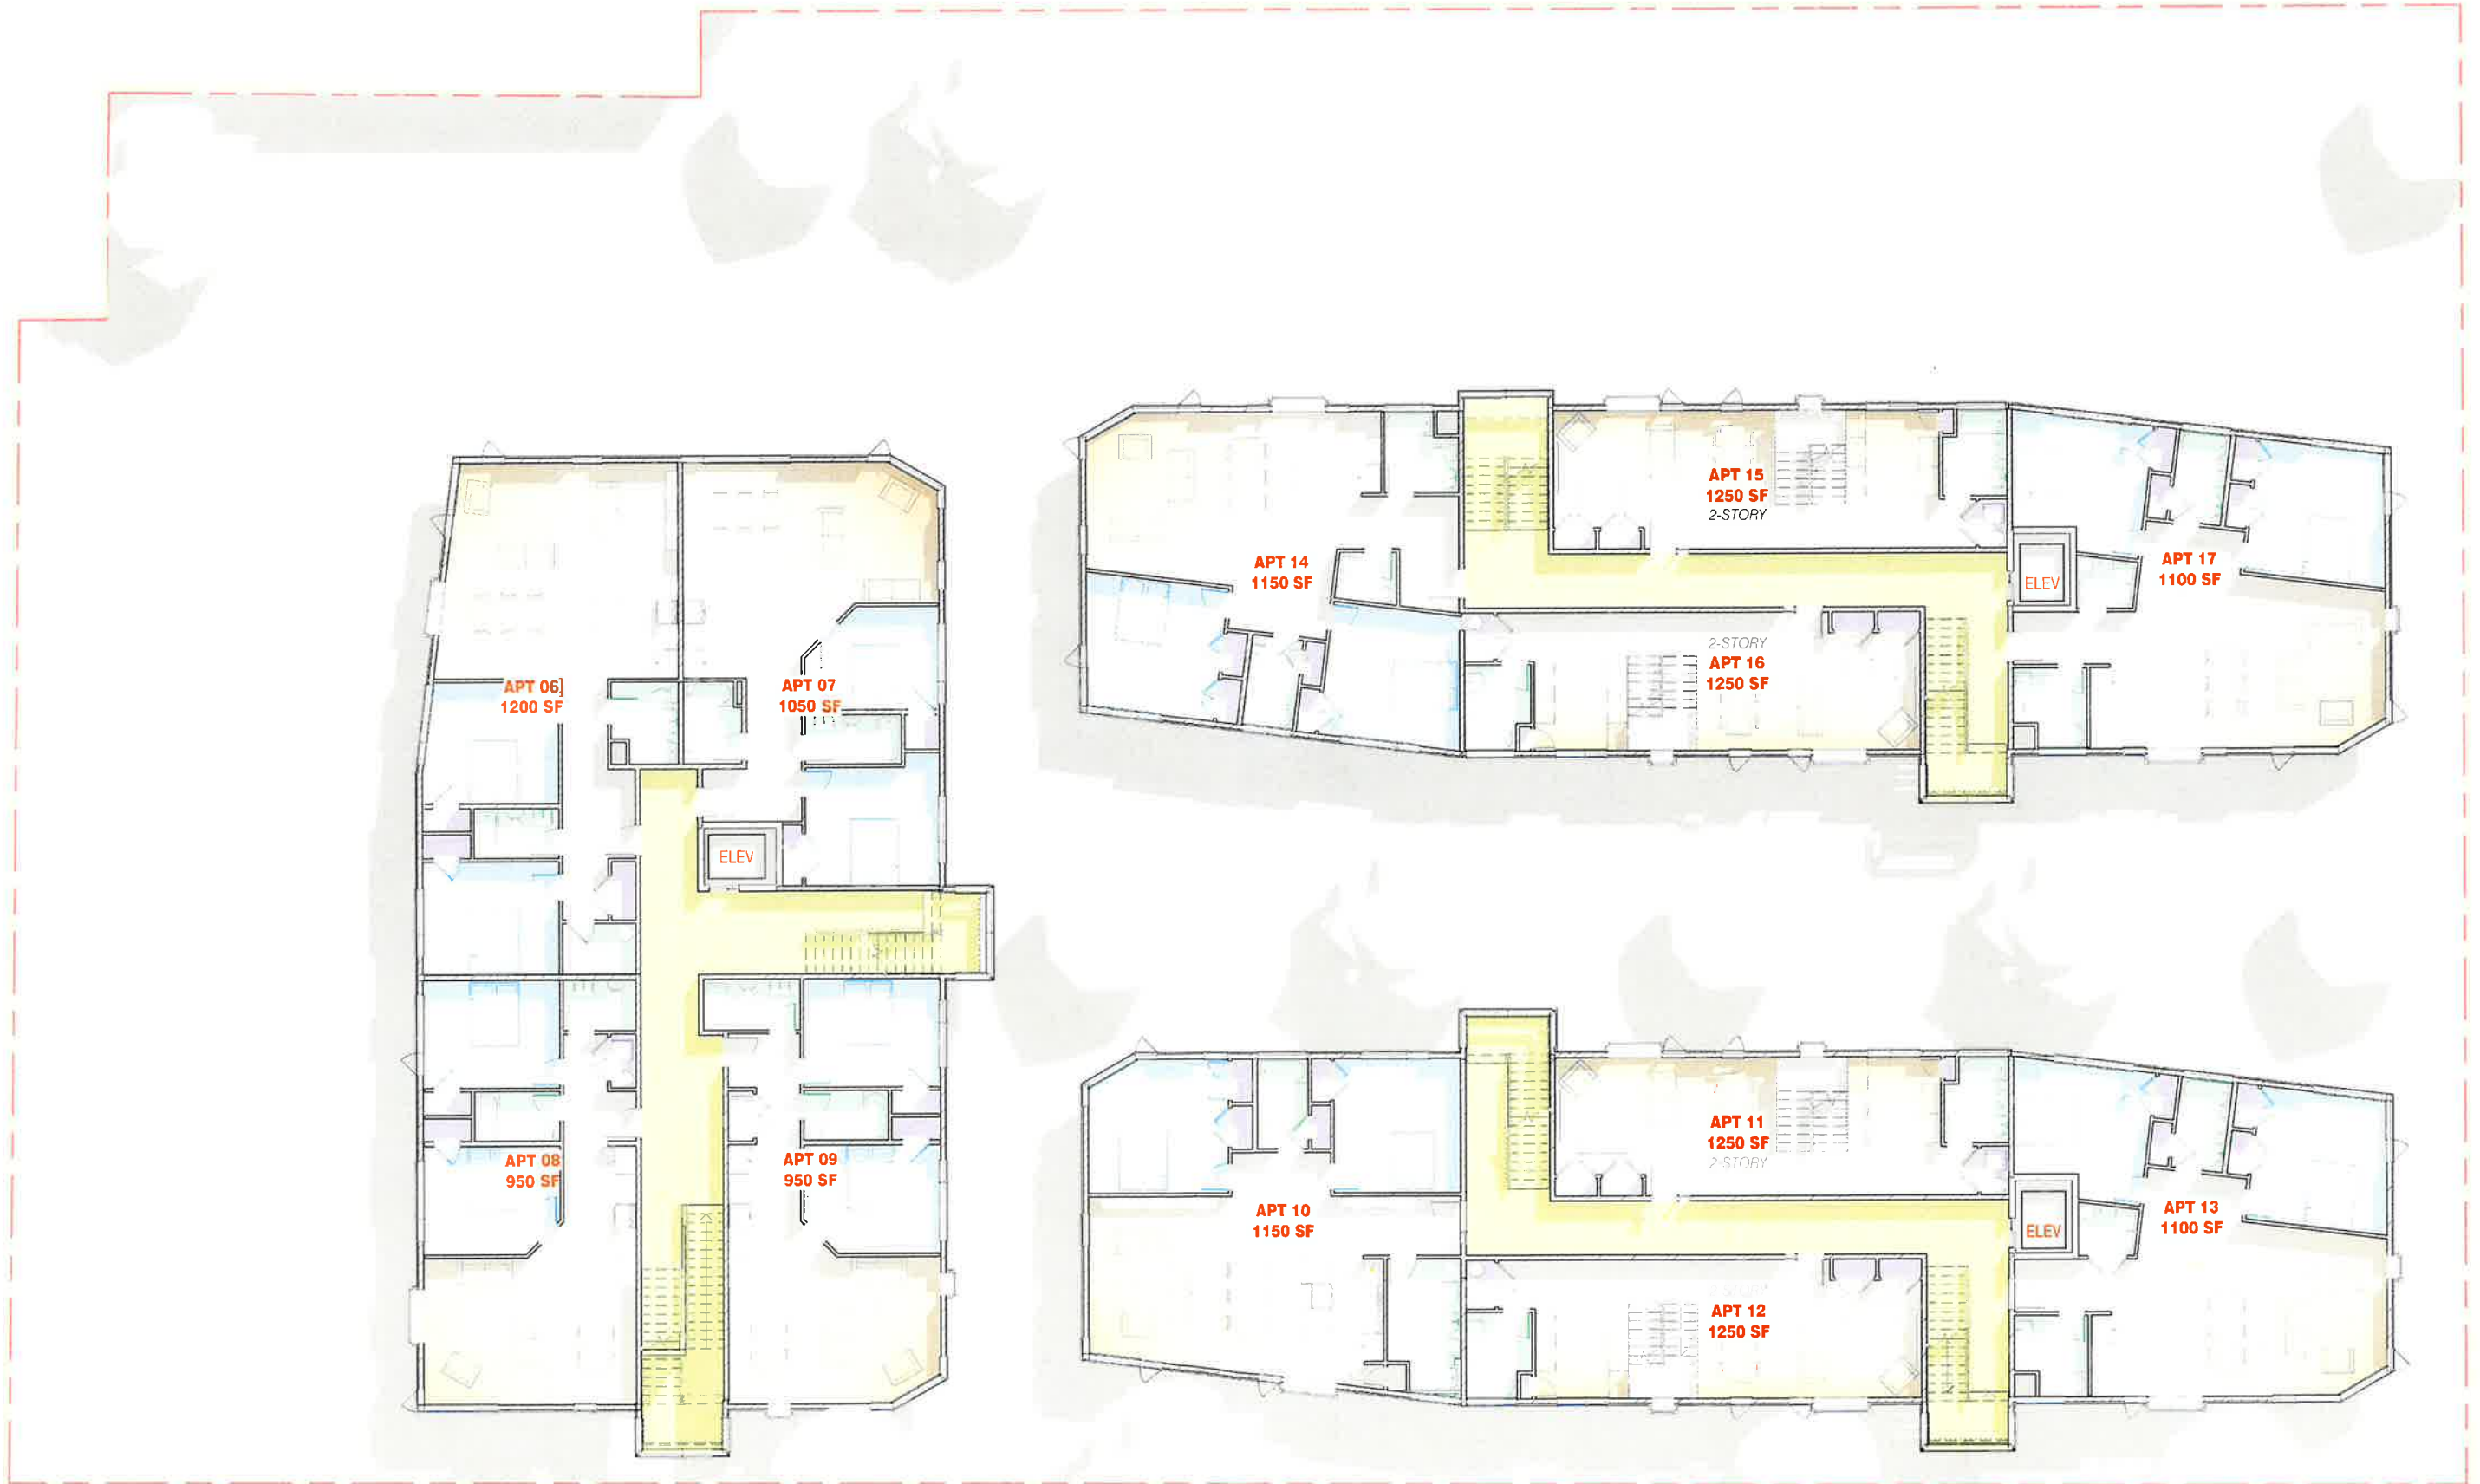 APT 06]
1200 SF
APT 07
1050 SF
ELEV
APT 08
950 SF
APT 09
950 SF
APT 14
1150 SF
APT 15
1250 SF
2-STORY
2-STORY
APT 16
1250 SF
ELEV
APT 17
1100 SF
APT 10
1150 SF
APT 11
1250 SF
2-STORY
APT 12
1250 SF
ELEV
APT 13
1100 SF